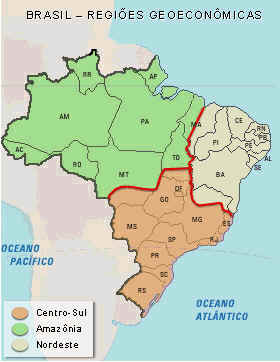 BRASIL – REGIÕES GEOECONÔMICAS
RR
AP
AM
PA
MA
CE
RN
PB
PI
PE
AL
SE
AC
RO
TO
MT
BA
DF
GO
MG
ES
MS
SP
RJ
PR
SC
RS
OCEANO
PACÍFICO
OCEANO
ATLÂNTICO
Centro-Sul
Amazônia
Nordeste